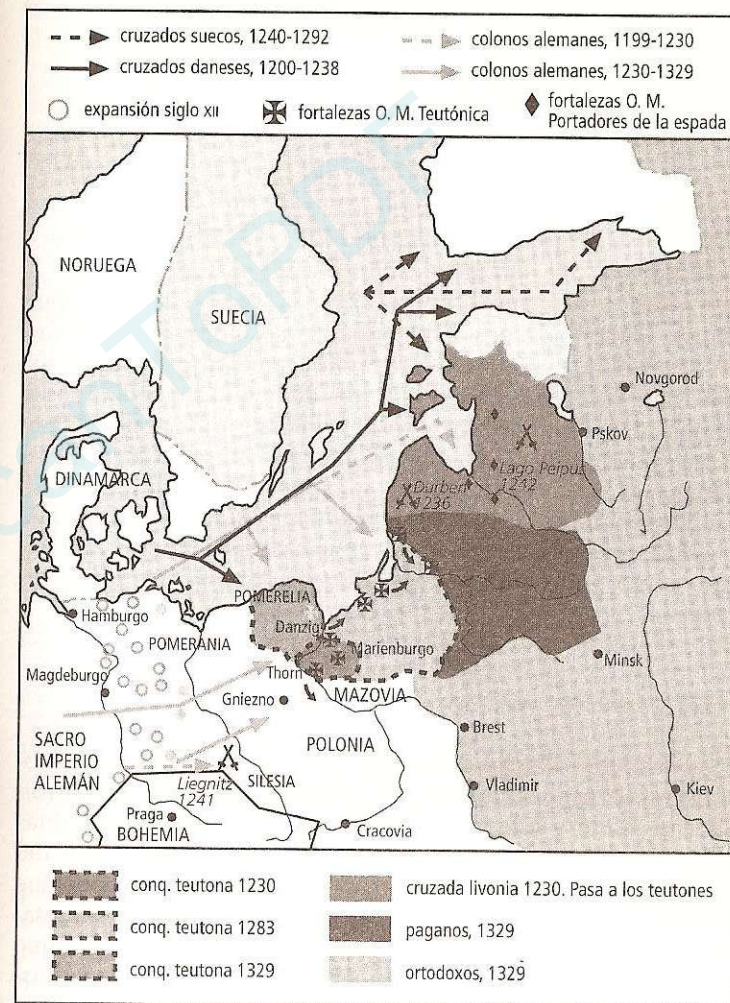 cruzados suecos, 1240-1292
colonos alemanes, 1199-1230
cruzados daneses, 1200-1238
colonos alemanes, 1230-1329
expansión siglo XII
fortalezas O. M. Teutónica
fortalezas O. M.
Portadores de la espada
NORUEGA
SUECIA
Novgorod
Pskov
DINAMARCA
Lago Peipus
1242
Durben
1236
POMERELIA
Hamburgo
Danzig
POMERANIA
Marienburgo
Minsk
Magdeburgo
Thorn
Gniezno
MAZOVIA
Brest
SACRO
IMPERIO
ALEMÁN
POLONIA
SILESIA
Liegnitz
1241
Vladimir
Kiev
Praga
BOHEMIA
Cracovia
conq. teutona 1230
cruzada livonia 1230. Pasa a los teutones
conq. teutona 1283
paganos, 1329
conq. teutona 1329
ortodoxos, 1329